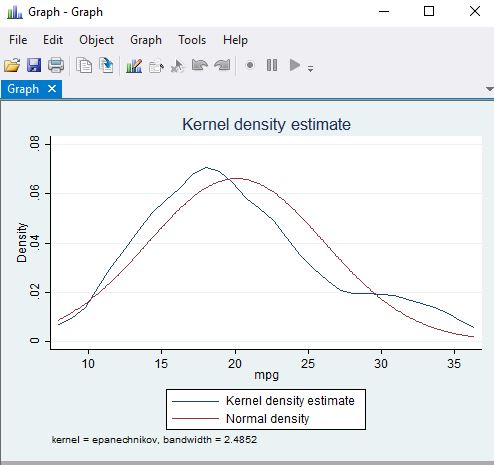 Graph - Graph
File Edit Object Graph Tools Help
Graph
Kernel density estimate
.08
.06
.04
.02
0
Density
10 15 20 25 30 35
mpg
Kernel density estimate
Normal density
kernel = epanechnikov, bandwidth = 2.4852